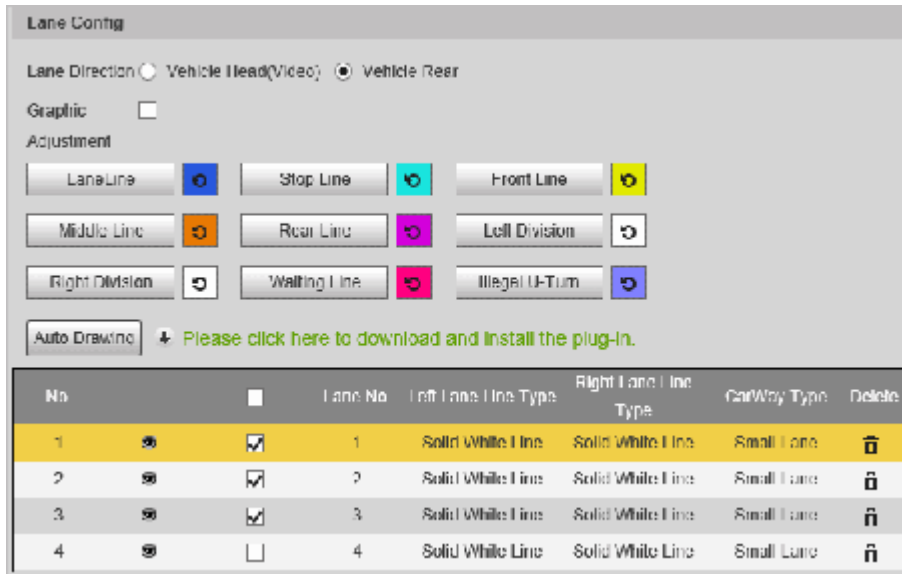 Lane Config
Lane Direction Vehicle Head(Video) Vehicle Rear
Graphic
Adjustment
LaneLine Stop Line Front Line
Middle Line Rear Line Left Division
Right Division Waiting Line Illegal U-Turn
Auto Drawing Please click here to download and install the plug-in.
No Lane No Left Lane Line Type Right Lane Line Type CarWay Type Delete
1 1 Solid White Line Solid White Line Small Lane
2 2 Solid White Line Solid White Line Small Lane
3 3 Solid White Line Solid White Line Small Lane
4 4 Solid White Line Solid White Line Small Lane